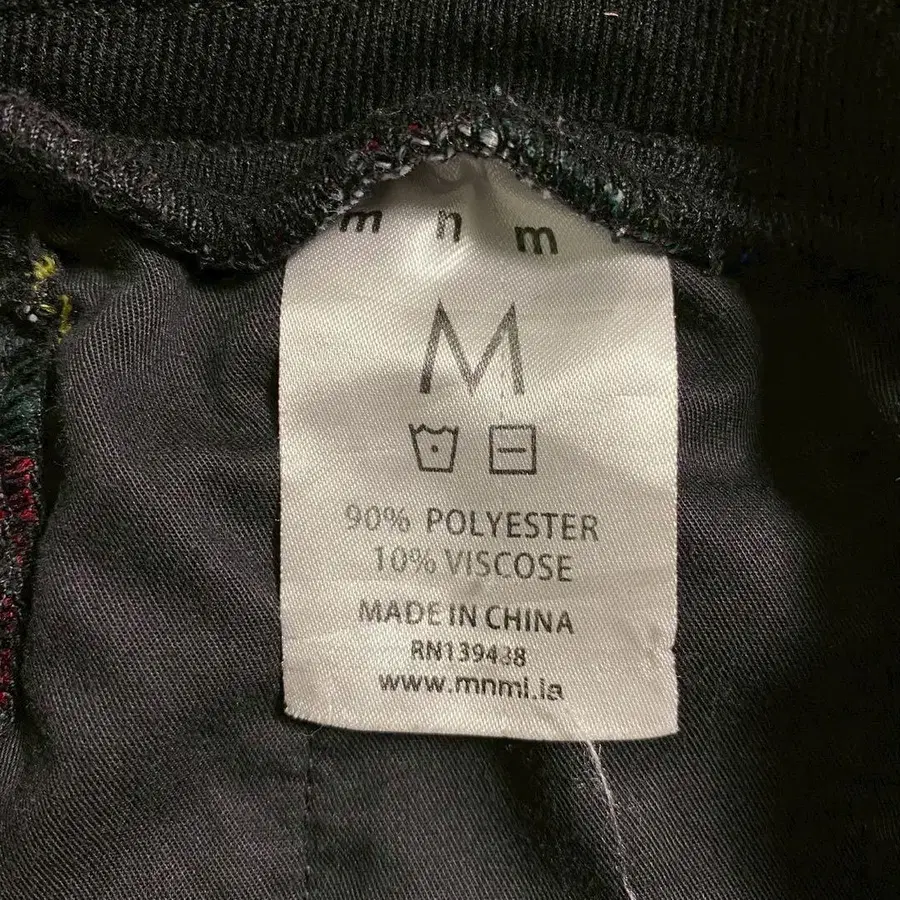 m n m
M
90% POLYESTER
10% VISCOSE
MADE IN CHINA
RN139438
www.mnml.la